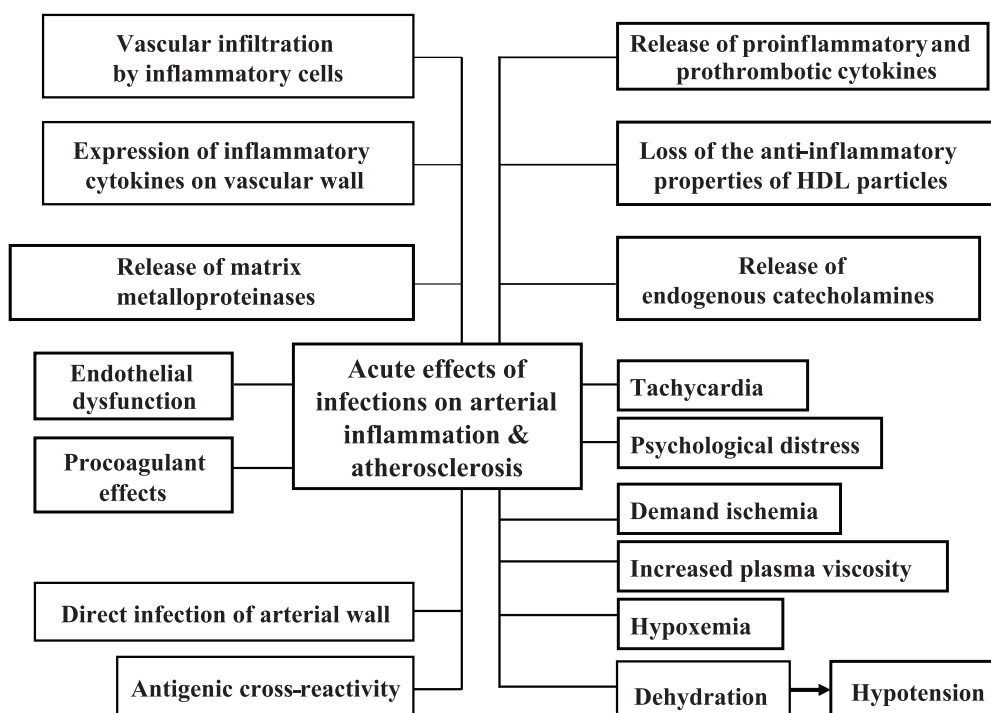 Vascular infiltration
by inflammatory cells
Expression of inflammatory
cytokines on vascular wall
Release of matrix
metalloproteinases
Endothelial
dysfunction
Procoagulant
effects
Direct infection of arterial wall
Antigenic cross-reactivity
Acute effects of
infections on arterial
inflammation &
atherosclerosis
Release of proinflammatory and
prothrombotic cytokines
Loss of the anti-inflammatory
properties of HDL particles
Release of
endogenous catecholamines
Tachycardia
Psychological distress
Demand ischemia
Increased plasma viscosity
Hypoxemia
Dehydration
Hypotension